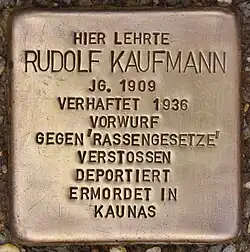 HIER LEHRTE
RUDOLF KAUFMANN
JG. 1909
VERHAFTET 1936
VORWURF
GEGEN "RASSENGESETZE"
VERSTOSSEN
DEPORTIERT
ERMORDET IN
KAUNAS